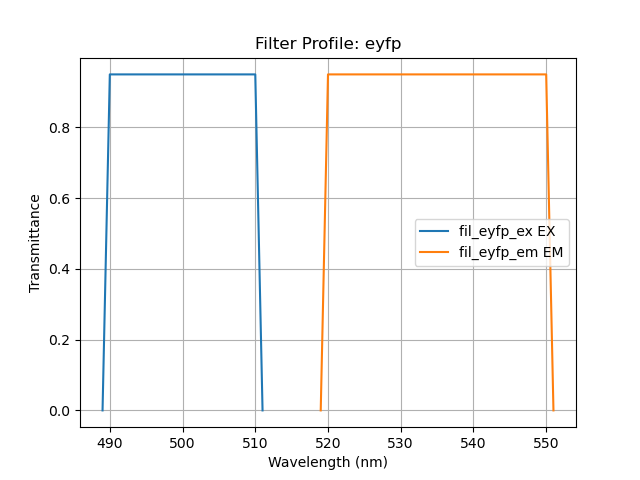 Filter Profile: eyfp
Transmittance
0.8
0.6
0.4
0.2
0.0
fil_eyfp_ex EX
fil_eyfp_em EM
490 500 510 520 530 540 550
Wavelength (nm)